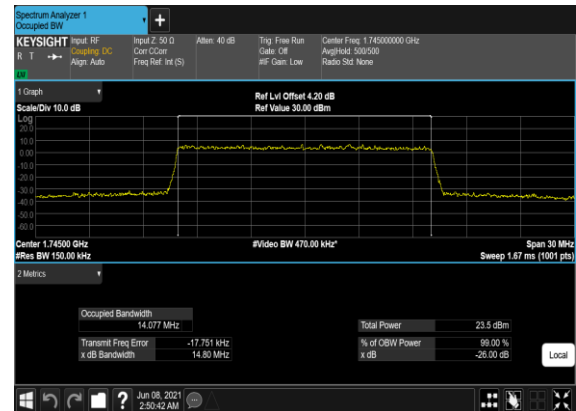 Spectrum Analyzer 1
Occupied BW
KEYSIGHT Input: RF Input Z: 50 Ω Atten: 40 dB Trig: Free Run Center Freq: 1.745000000 GHz
R T Coupling: DC Corr CCorr Gate: Off Avg|Hold: 500/500
Align: Auto Freq Ref: Int (S) #IF Gain: Low Radio Std: None
1 Graph
Scale/Div 10.0 dB
Ref Lvl Offset 4.20 dB
Ref Value 30.00 dBm
Log
20.0
10.0
0.00
-10.0
-20.0
-30.0
-40.0
-50.0
-60.0
Center 1.74500 GHz #Video BW 470.00 kHz* Span 30 MHz
#Res BW 150.00 kHz Sweep 1.67 ms (1001 pts)
2 Metrics
Occupied Bandwidth
14.077 MHz Total Power 23.5 dBm
Transmit Freq Error -17.751 kHz % of OBW Power 99.00 %
x dB Bandwidth 14.80 MHz x dB -26.00 dB
Local
? Jun 08, 2021
2:50:42 AM